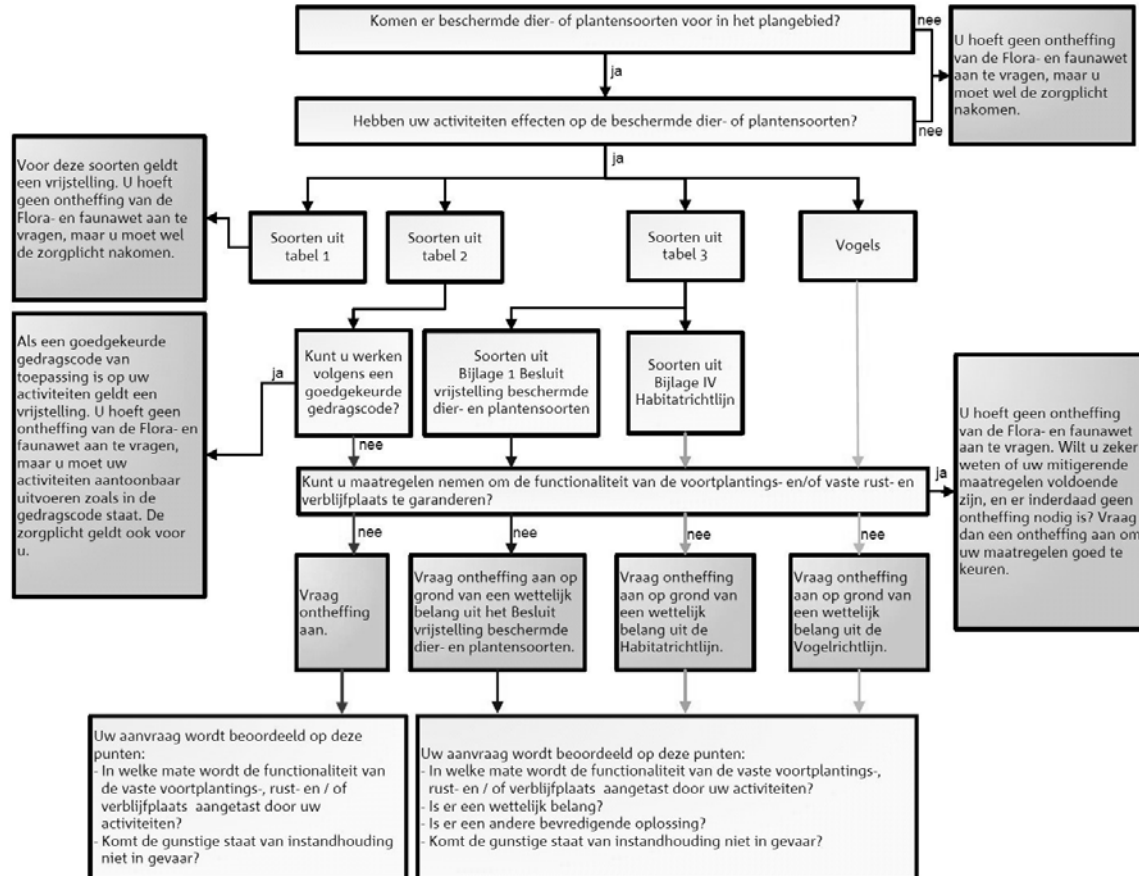 Komen er beschermde dier- of plantensoorten voor in het plangebied?
nee
U hoeft geen ontheffing
van de Flora- en faunawet
aan te vragen, maar u
moet wel de zorgplicht
nakomen.
ja
Hebben uw activiteiten effecten op de beschermde dier- of plantensoorten?
nee
ja
Voor deze soorten geldt
een vrijstelling. U hoeft
geen ontheffing van de
Flora- en faunawet aan te
vragen, maar u moet wel
de zorgplicht nakomen.
Soorten uit
tabel 1
Soorten uit
tabel 2
Soorten uit
tabel 3
Vogels
Als een goedgekeurde
gedragscode van
toepassing is op uw
activiteiten geldt een
vrijstelling. U hoeft geen
ontheffing van de Flora- en
faunawet aan te vragen,
maar u moet uw
activiteiten aantoonbaar
uitvoeren zoals in de
gedragscode staat. De
zorgplicht geldt ook voor
u.
ja
Kunt u werken
volgens een
goedgekeurde
gedragscode?
Soorten uit
Bijlage 1 Besluit
vrijstelling beschermde
dier- en plantensoorten
Soorten uit
Bijlage IV
Habitatrichtlijn
nee
Kunt u maatregelen nemen om de functionaliteit van de voortplantings- en/of vaste rust- en
verblijfplaats te garanderen?
ja
U hoeft geen ontheffing
van de Flora- en faunawet
aan te vragen. Wilt u zeker
weten of uw mitigerende
maatregelen voldoende
zijn, en er inderdaad geen
ontheffing nodig is? Vraag
dan een ontheffing aan om
uw maatregelen goed te
keuren.
nee
nee
nee
nee
Vraag
ontheffing
aan.
Vraag ontheffing aan op
grond van een wettelijk
belang uit het Besluit
vrijstelling beschermde
dier- en plantensoorten.
Vraag ontheffing
aan op grond van
een wettelijk
belang uit de
Habitatrichtlijn.
Vraag ontheffing
aan op grond van
een wettelijk
belang uit de
Vogelrichtlijn.
Uw aanvraag wordt beoordeeld op deze
punten:
- In welke mate wordt de functionaliteit van
de vaste voortplantings-, rust- en / of
verblijfplaats aangetast door uw
activiteiten?
- Komt de gunstige staat van instandhouding
niet in gevaar?
Uw aanvraag wordt beoordeeld op deze punten:
- In welke mate wordt de functionaliteit van de vaste voortplantings-,
rust- en / of verblijfplaats aangetast door uw activiteiten?
- Is er een wettelijk belang?
- Is er een andere bevredigende oplossing?
- Komt de gunstige staat van instandhouding niet in gevaar?